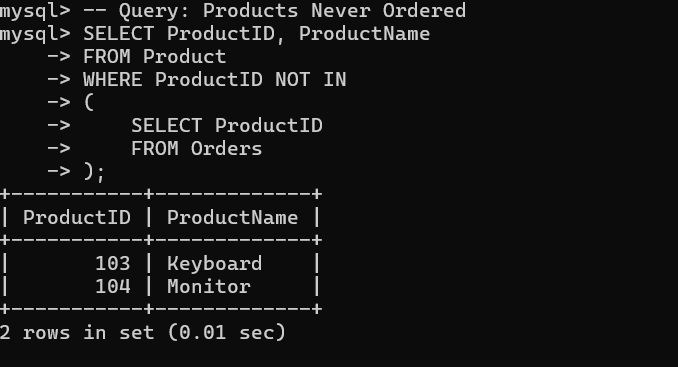 mysql> -- Query: Products Never Ordered
mysql> SELECT ProductID, ProductName
    -> FROM Product
    -> WHERE ProductID NOT IN
    -> (
    ->     SELECT ProductID
    ->     FROM Orders
    -> );
+-----------+-------------+
| ProductID | ProductName |
+-----------+-------------+
|       103 | Keyboard    |
|       104 | Monitor     |
+-----------+-------------+
2 rows in set (0.01 sec)